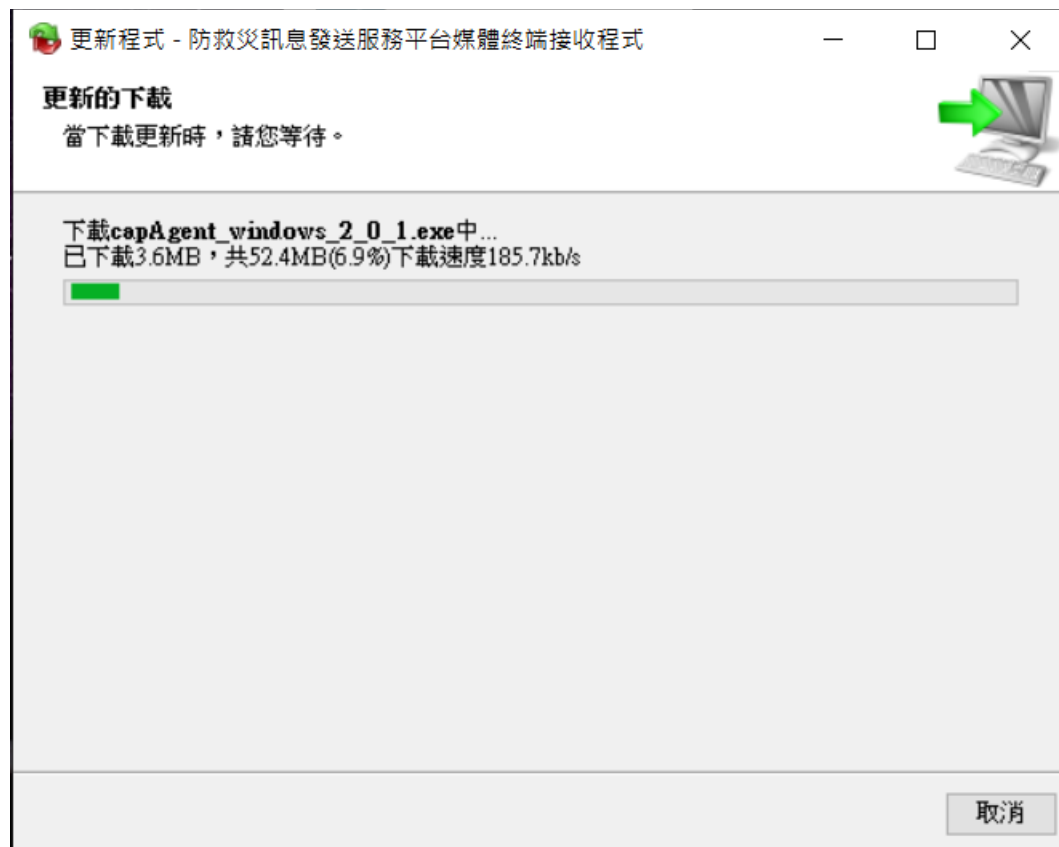 更新程式 - 防救災訊息發送服務平台媒體終端接收程式
更新的下載
當下載更新時，請您等待。
下載capAgent_windows_2_0_1.exe中...
已下載3.6MB，共52.4MB(6.9%)下載速度185.7kb/s
取消